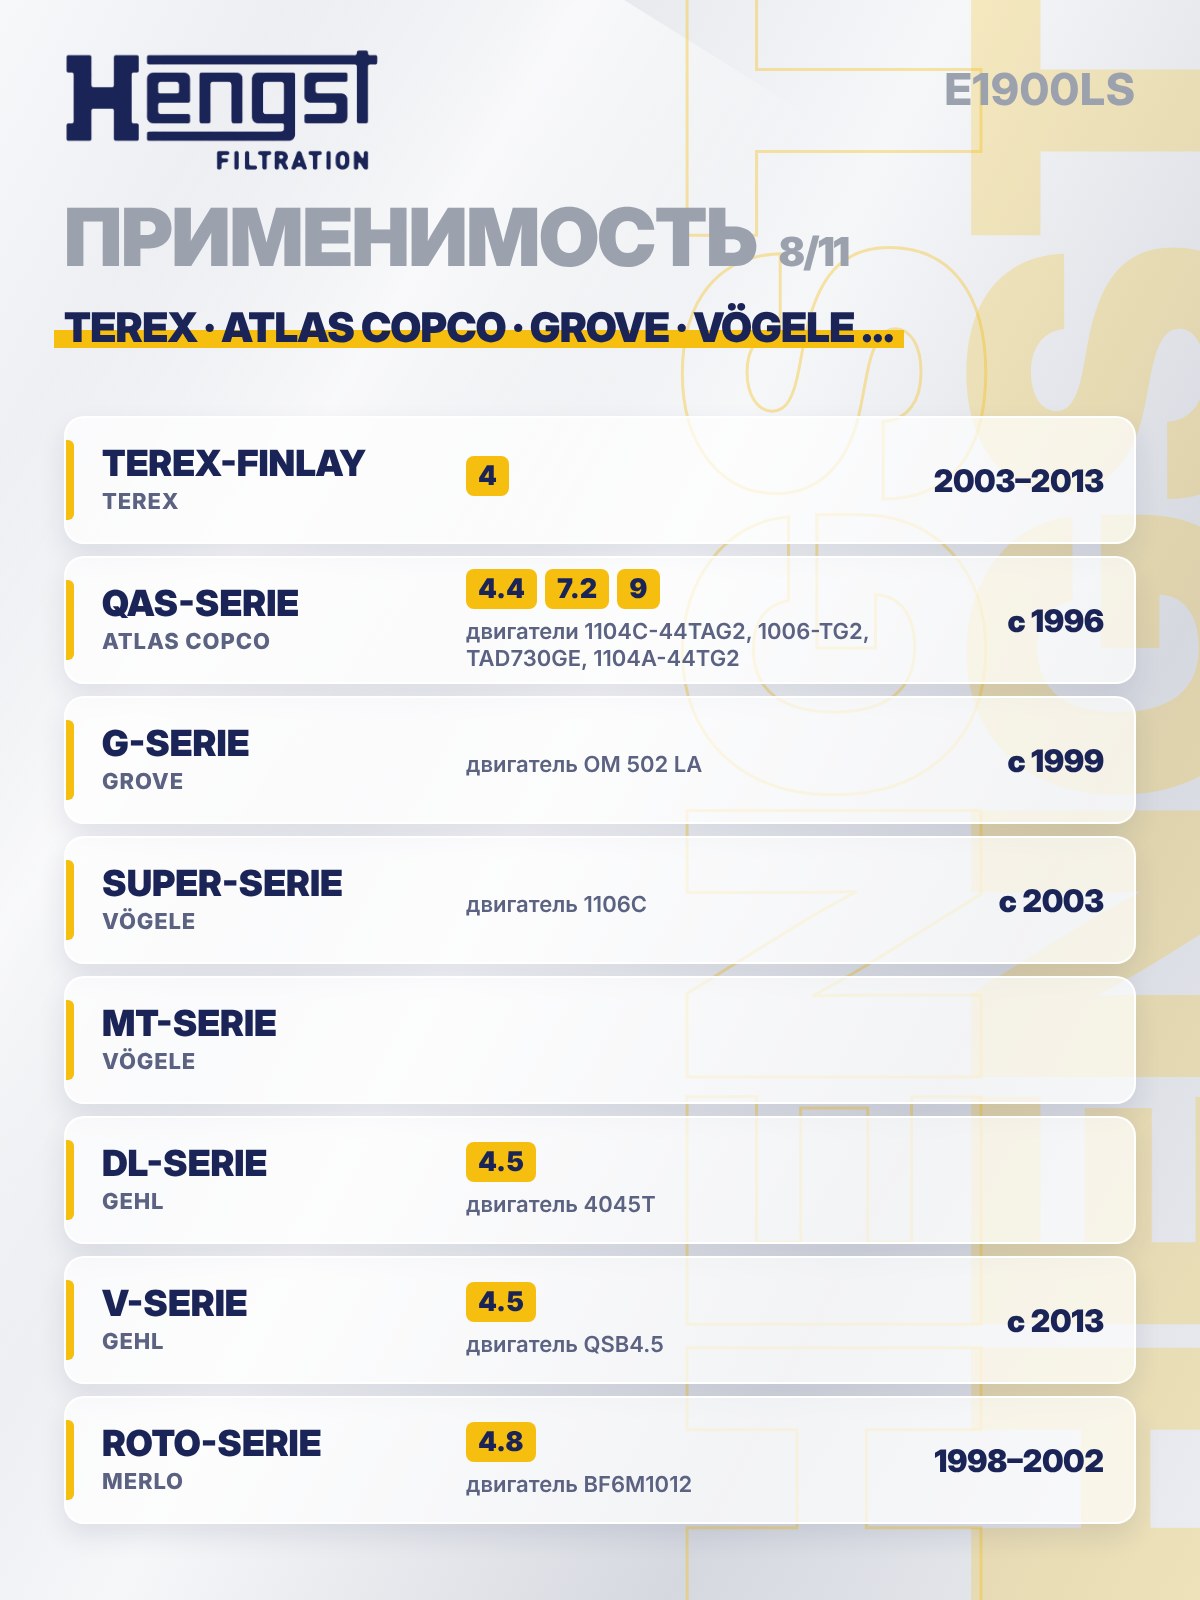 Hengst
FILTRATION
E1900LS
ПРИМЕНИМОСТЬ 8/11
TEREX · ATLAS COPCO · GROVE · VÖGELE ...
TEREX-FINLAY
TEREX
4
2003–2013
QAS-SERIE
ATLAS COPCO
4.4 7.2 9
двигатели 1104C-44TAG2, 1006-TG2,
TAD730GE, 1104A-44TG2
с 1996
G-SERIE
GROVE
двигатель OM 502 LA
с 1999
SUPER-SERIE
VÖGELE
двигатель 1106C
с 2003
MT-SERIE
VÖGELE
DL-SERIE
GEHL
4.5
двигатель 4045T
V-SERIE
GEHL
4.5
двигатель QSB4.5
с 2013
ROTO-SERIE
MERLO
4.8
двигатель BF6M1012
1998–2002
HENGST
HENGST